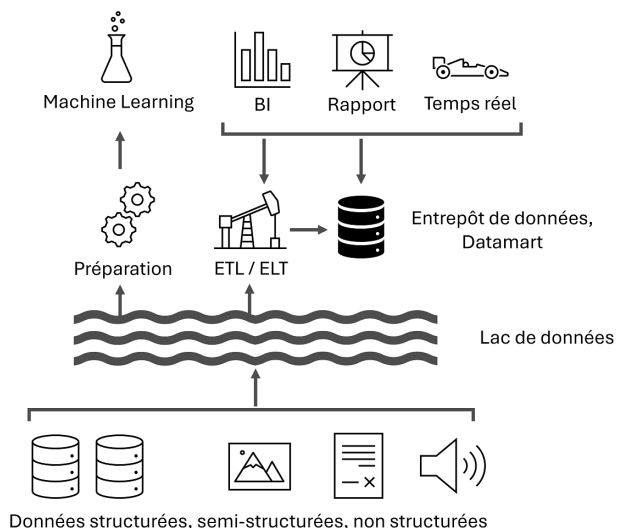 Machine Learning
BI
Rapport
Temps réel
Entrepôt de données,
Datamart
Préparation
ETL / ELT
Lac de données
Données structurées, semi-structurées, non structurées